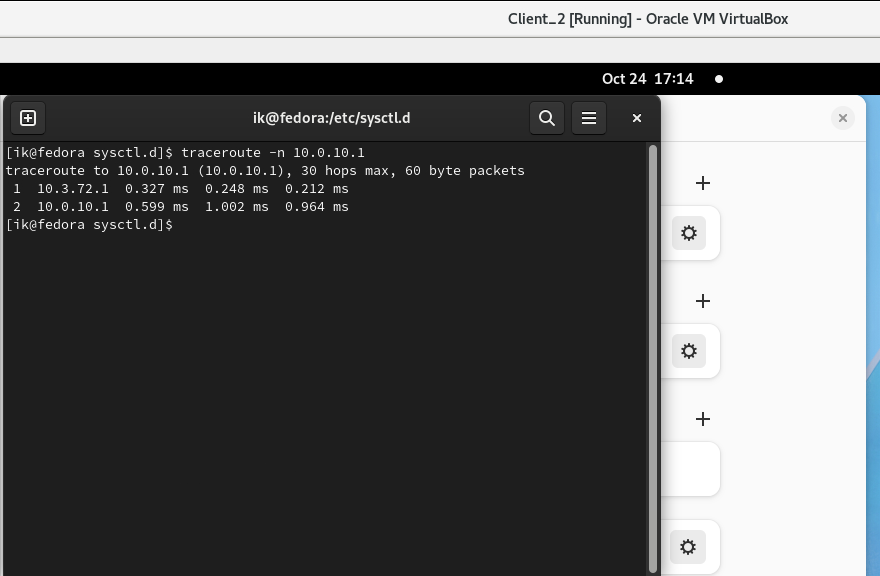 Client_2 [Running] - Oracle VM VirtualBox
Oct 24 17:14
ik@fedora:/etc/sysctl.d
[ik@fedora sysctl.d]$ traceroute -n 10.0.10.1
traceroute to 10.0.10.1 (10.0.10.1), 30 hops max, 60 byte packets
 1  10.3.72.1  0.327 ms  0.248 ms  0.212 ms
 2  10.0.10.1  0.599 ms  1.002 ms  0.964 ms
[ik@fedora sysctl.d]$